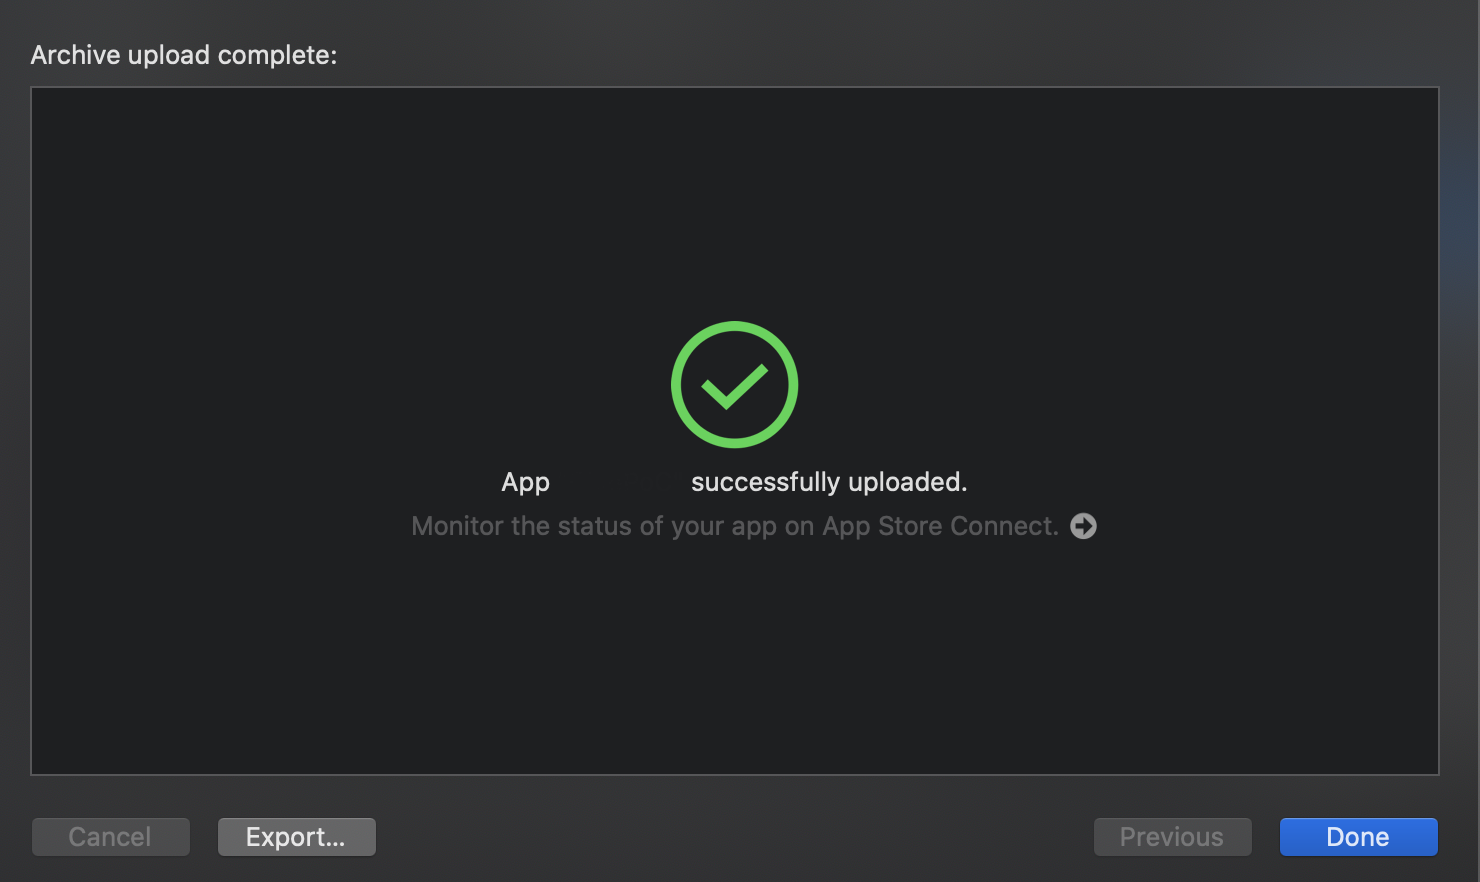 Archive upload complete:
App successfully uploaded.
Monitor the status of your app on App Store Connect.
Cancel
Export...
Previous
Done